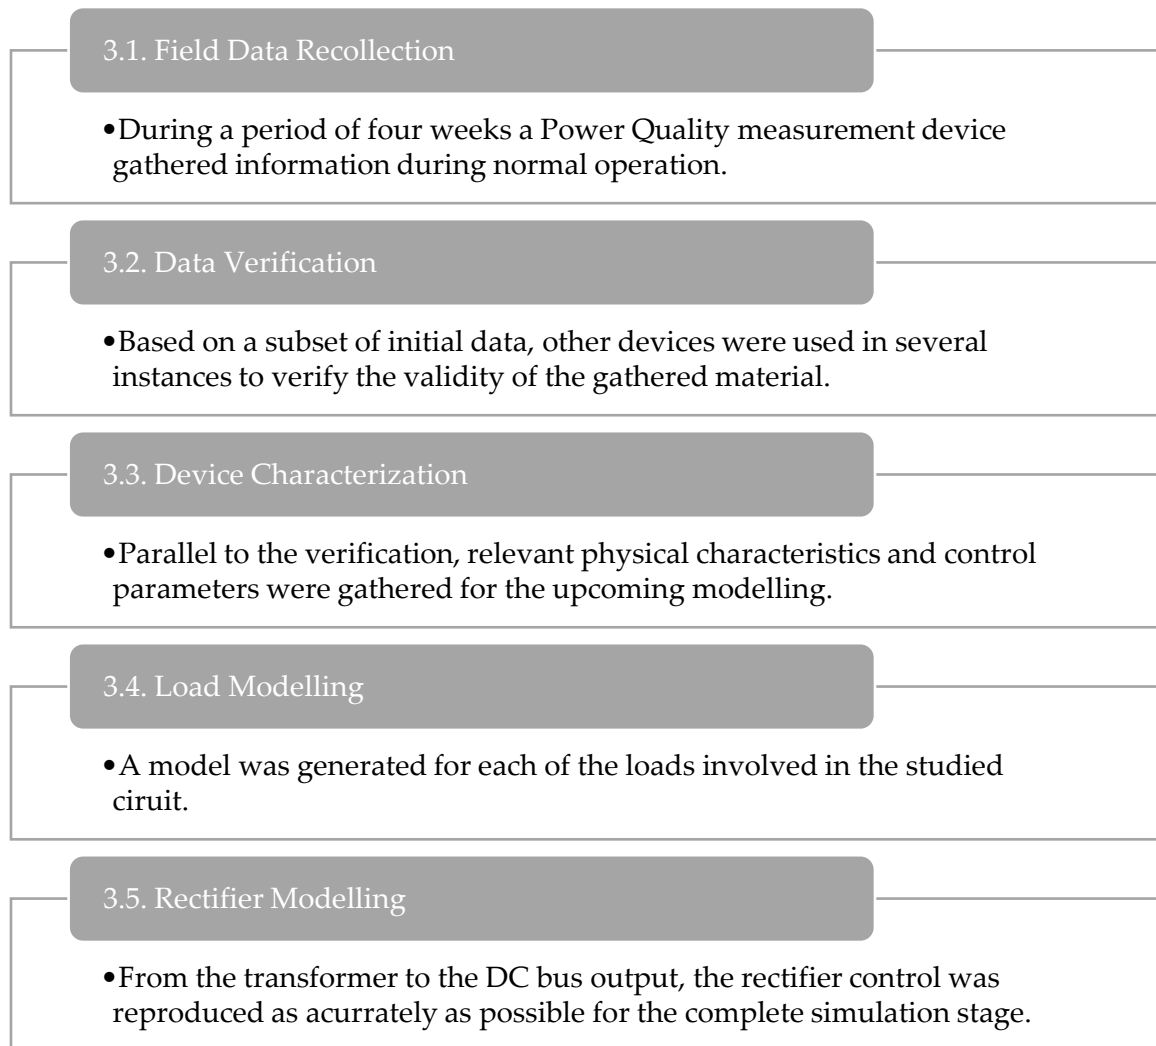 3.1. Field Data Recollection
•During a period of four weeks a Power Quality measurement device
gathered information during normal operation.
3.2. Data Verification
•Based on a subset of initial data, other devices were used in several
instances to verify the validity of the gathered material.
3.3. Device Characterization
•Parallel to the verification, relevant physical characteristics and control
parameters were gathered for the upcoming modelling.
3.4. Load Modelling
•A model was generated for each of the loads involved in the studied
ciruit.
3.5. Rectifier Modelling
•From the transformer to the DC bus output, the rectifier control was
reproduced as acurrately as possible for the complete simulation stage.